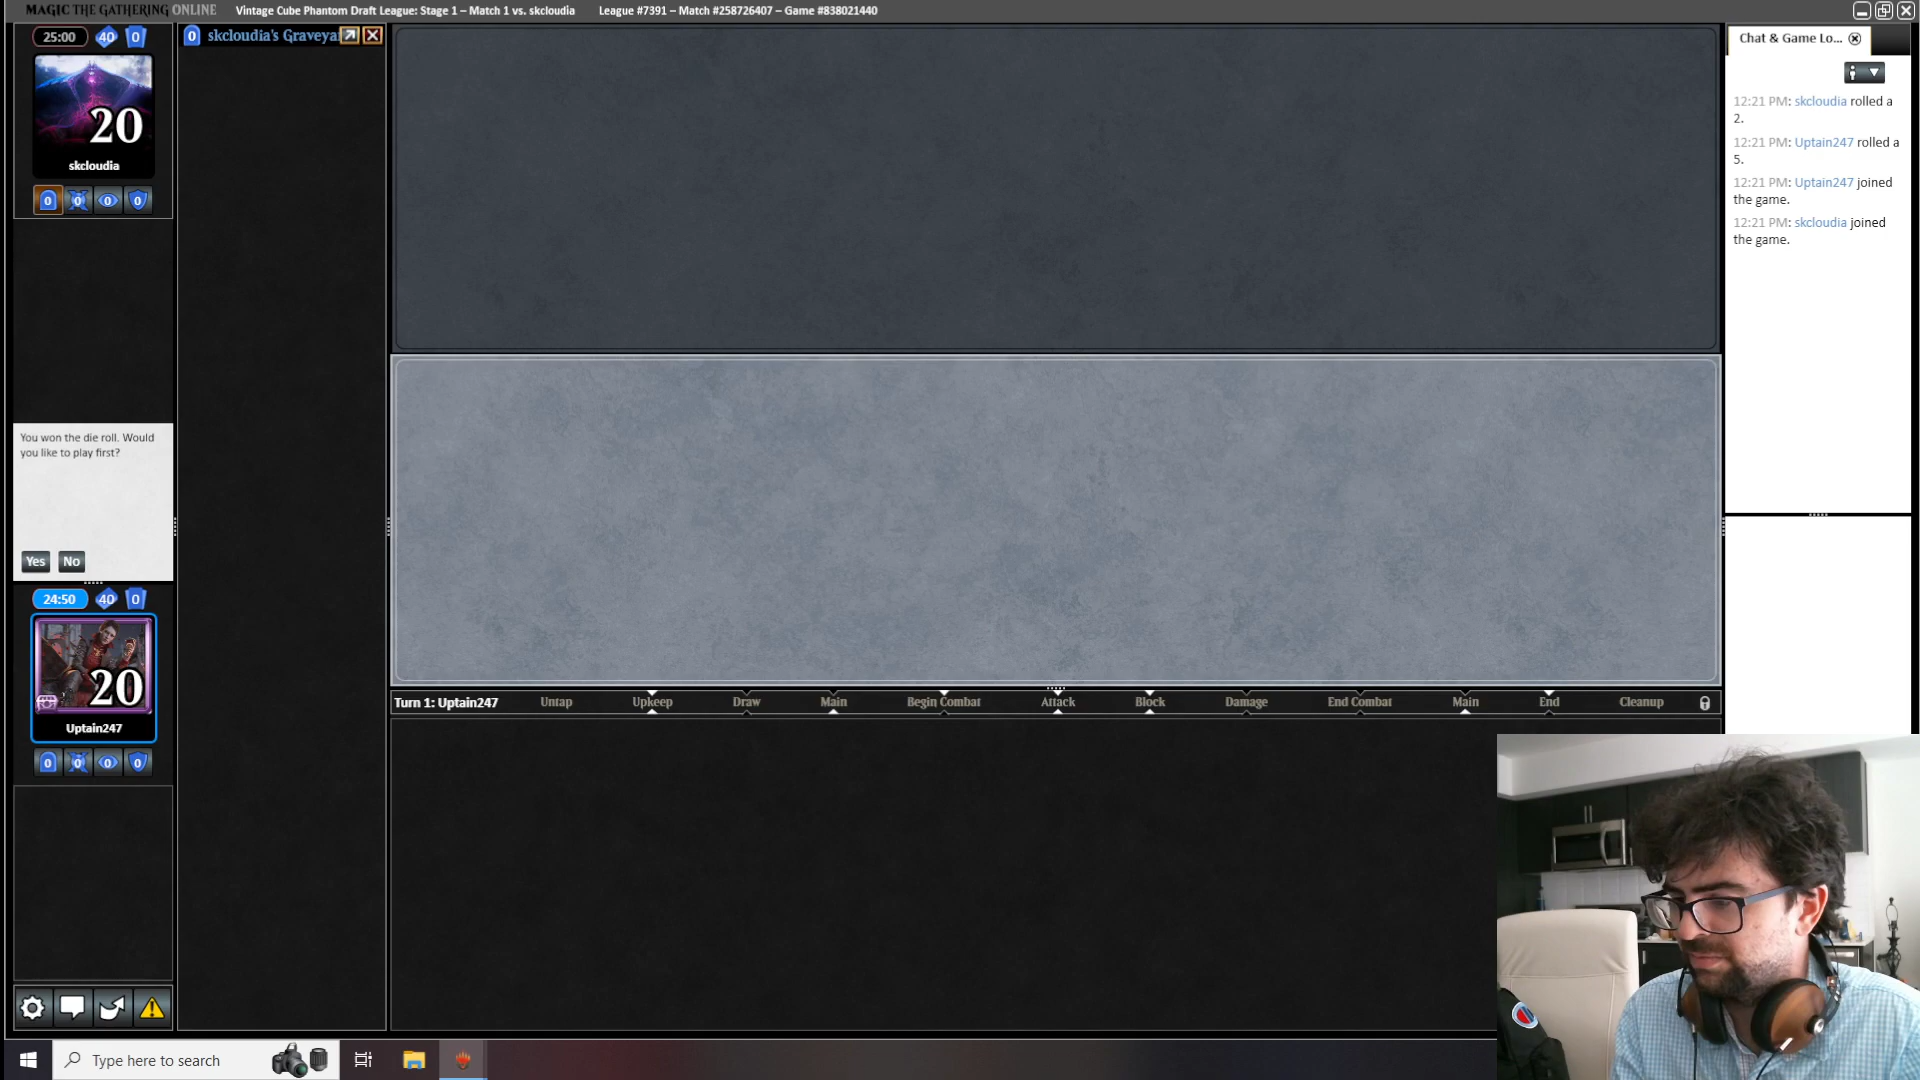 MAGIC THE GATHERING ONLINE Vintage Cube Phantom Draft League: Stage 1 – Match 1 vs. skcloudia League #7391 – Match #258726407 – Game #838021440
25:00 40 0
20
skcloudia
0 0 0 0
0 skcloudia's Graveya
Chat & Game Lo...
12:21 PM: skcloudia rolled a
2.
12:21 PM: Uptain247 rolled a
5.
12:21 PM: Uptain247 joined
the game.
12:21 PM: skcloudia joined
the game.
You won the die roll. Would
you like to play first?
Yes No
24:50 40 0
20
Uptain247
0 0 0 0
Turn 1: Uptain247 Untap Upkeep Draw Main Begin Combat Attack Block Damage End Combat Main End Cleanup
Type here to search